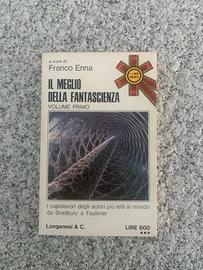 a cura di
Franco Enna
IL MEGLIO
DELLA FANTASCIENZA
VOLUME PRIMO
I capolavori degli autori più letti al mondo
da Bradbury a Faulkner
Longanesi & C.
LIRE 600